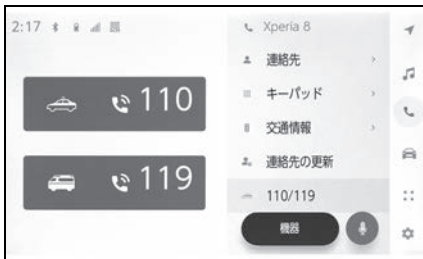 2:17
110
119
Xperia 8
連絡先
キーパッド
交通情報
連絡先の更新
110/119
機器